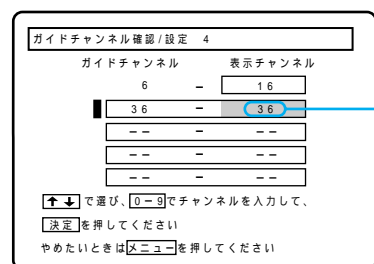 ガイドチャンネル確認/設定 4
ガイドチャンネル 表示チャンネル
6 – 16
36 – 36
–– – ––
–– – ––
–– – ––
↑↓で選び、0－9でチャンネルを入力して、
決定を押してください
やめたいときはメニューを押してください